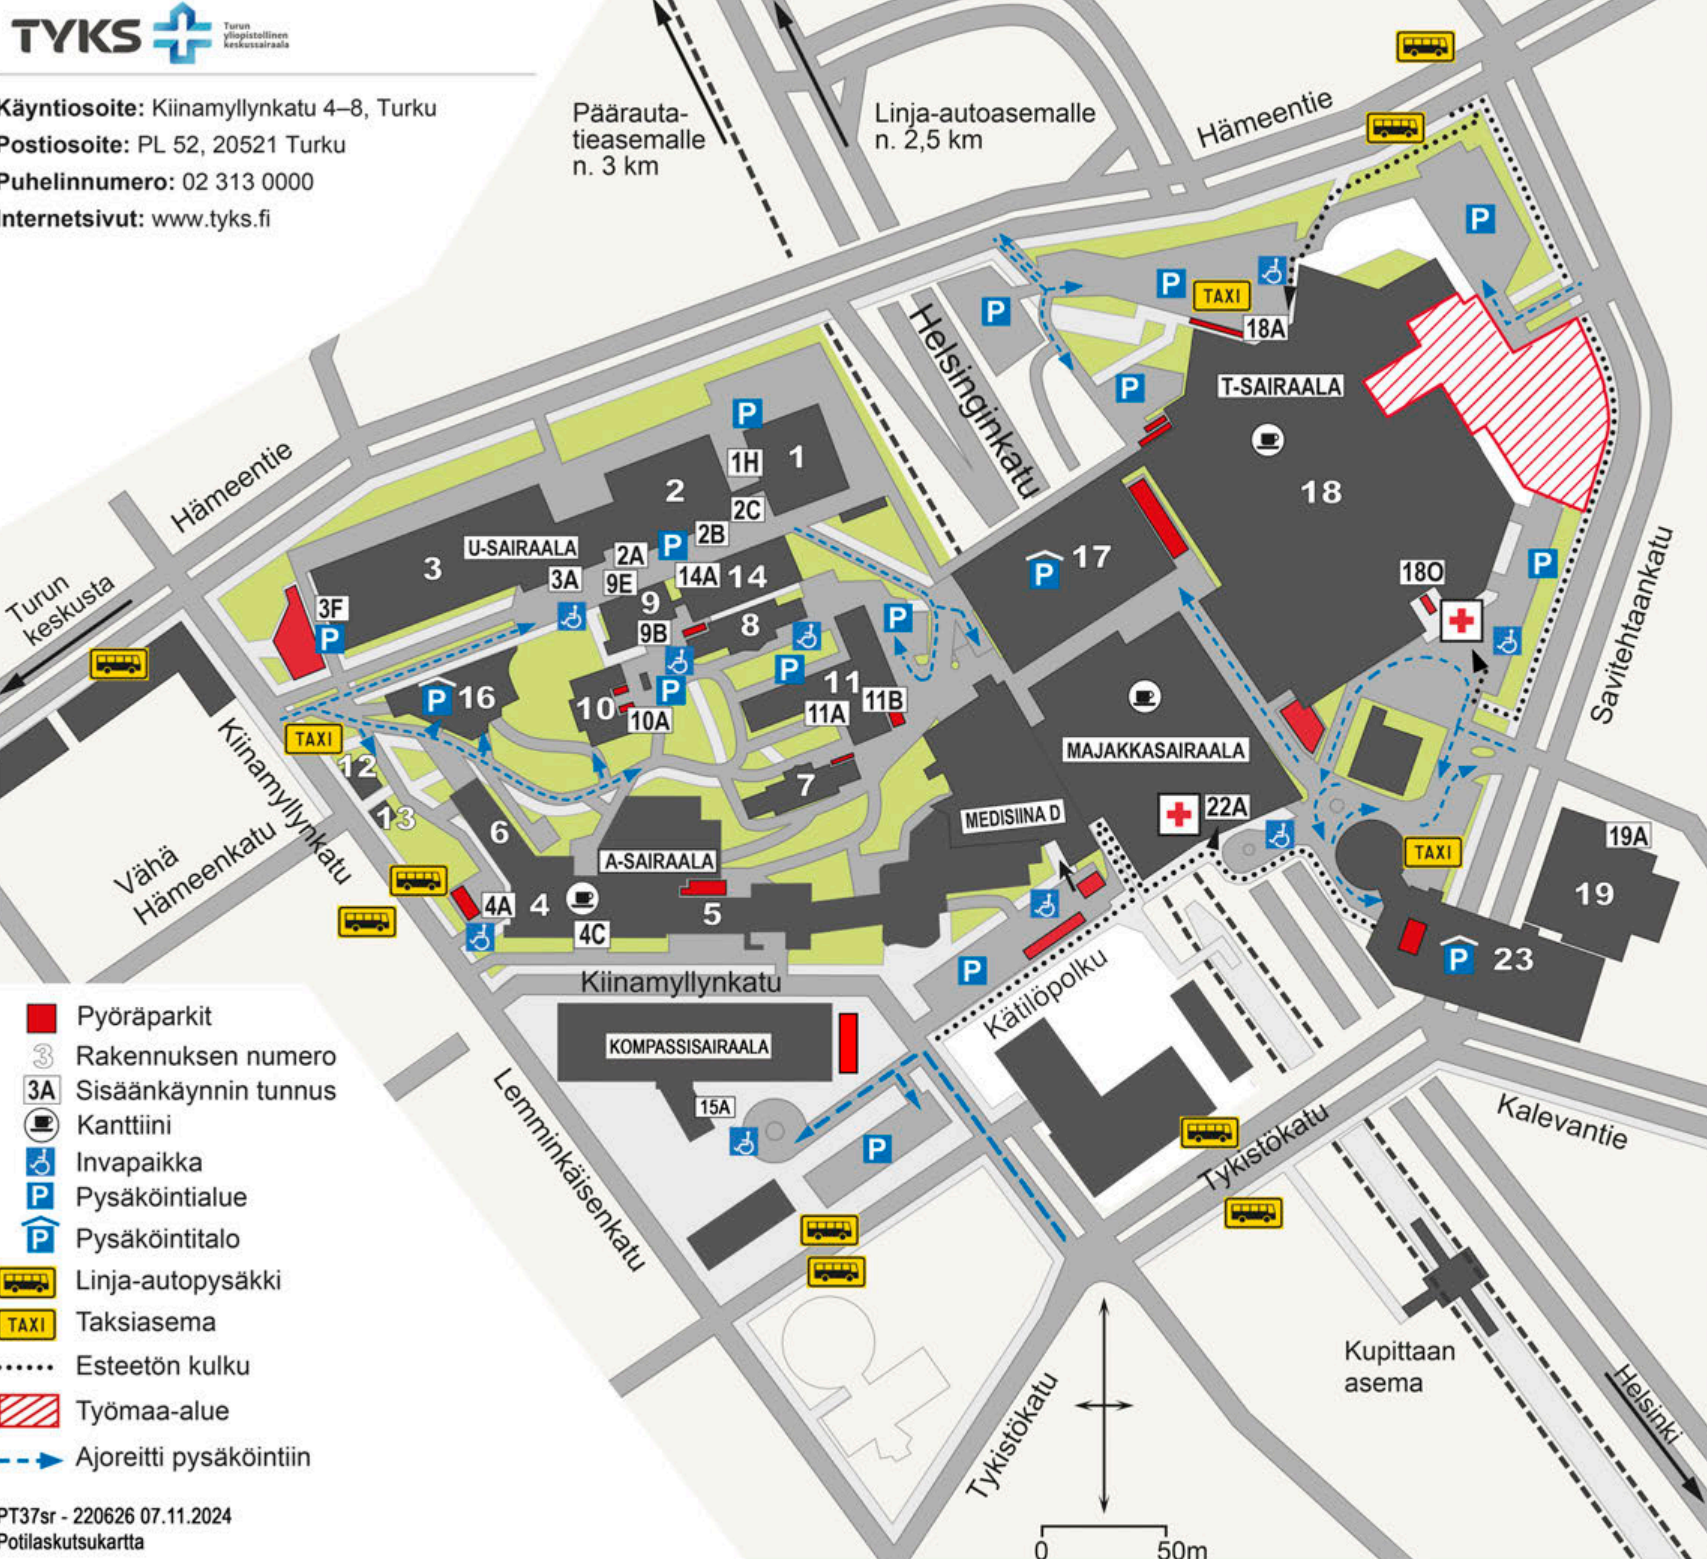 TYKS
Turun
yliopistollinen
keskussairaala
Käyntiosoite: Kiinamyllynkatu 4–8, Turku
Postiosoite: PL 52, 20521 Turku
Puhelinnumero: 02 313 0000
Internetsivut: www.tyks.fi
Päärauta-
tieasemalle
n. 3 km
Linja-autoasemalle
n. 2,5 km
Hämeentie
P
P
TAXI
18A
P
P
T-SAIRAALA
Helsinginkatu
18
Hämeentie
P
1H
1
2
2C
2B
U-SAIRAALA
2A
P
3
3A
9E
14A
14
9
3F
P
9B
8
P
17
P
18O
P
Savitehtaankatu
Turun
keskusta
P
16
10
P
10A
P
11
11A
11B
TAXI
12
13
Kiinamyllynkatu
7
6
MAJAKKASAIRAALA
22A
MEDISIINA D
A-SAIRAALA
TAXI
19A
19
Vähä
Hämeenkatu
4A
4
4C
5
P
23
P
Kiinamyllynkatu
Kätilöpolku
KOMPASSISAIRAALA
15A
P
Lemminkäisenkatu
Tykistökatu
Kalevantie
Kupittaan
asema
Helsinki
Tykistökatu
0
50m
Pyöräparkit
3 Rakennuksen numero
3A Sisäänkäynnin tunnus
Kanttiini
Invapaikka
P Pysäköintialue
P Pysäköintitalo
Linja-autopysäkki
TAXI Taksiasema
Esteetön kulku
Työmaa-alue
Ajoreitti pysäköintiin
PT37sr - 220626 07.11.2024
Potilaskutsukartta